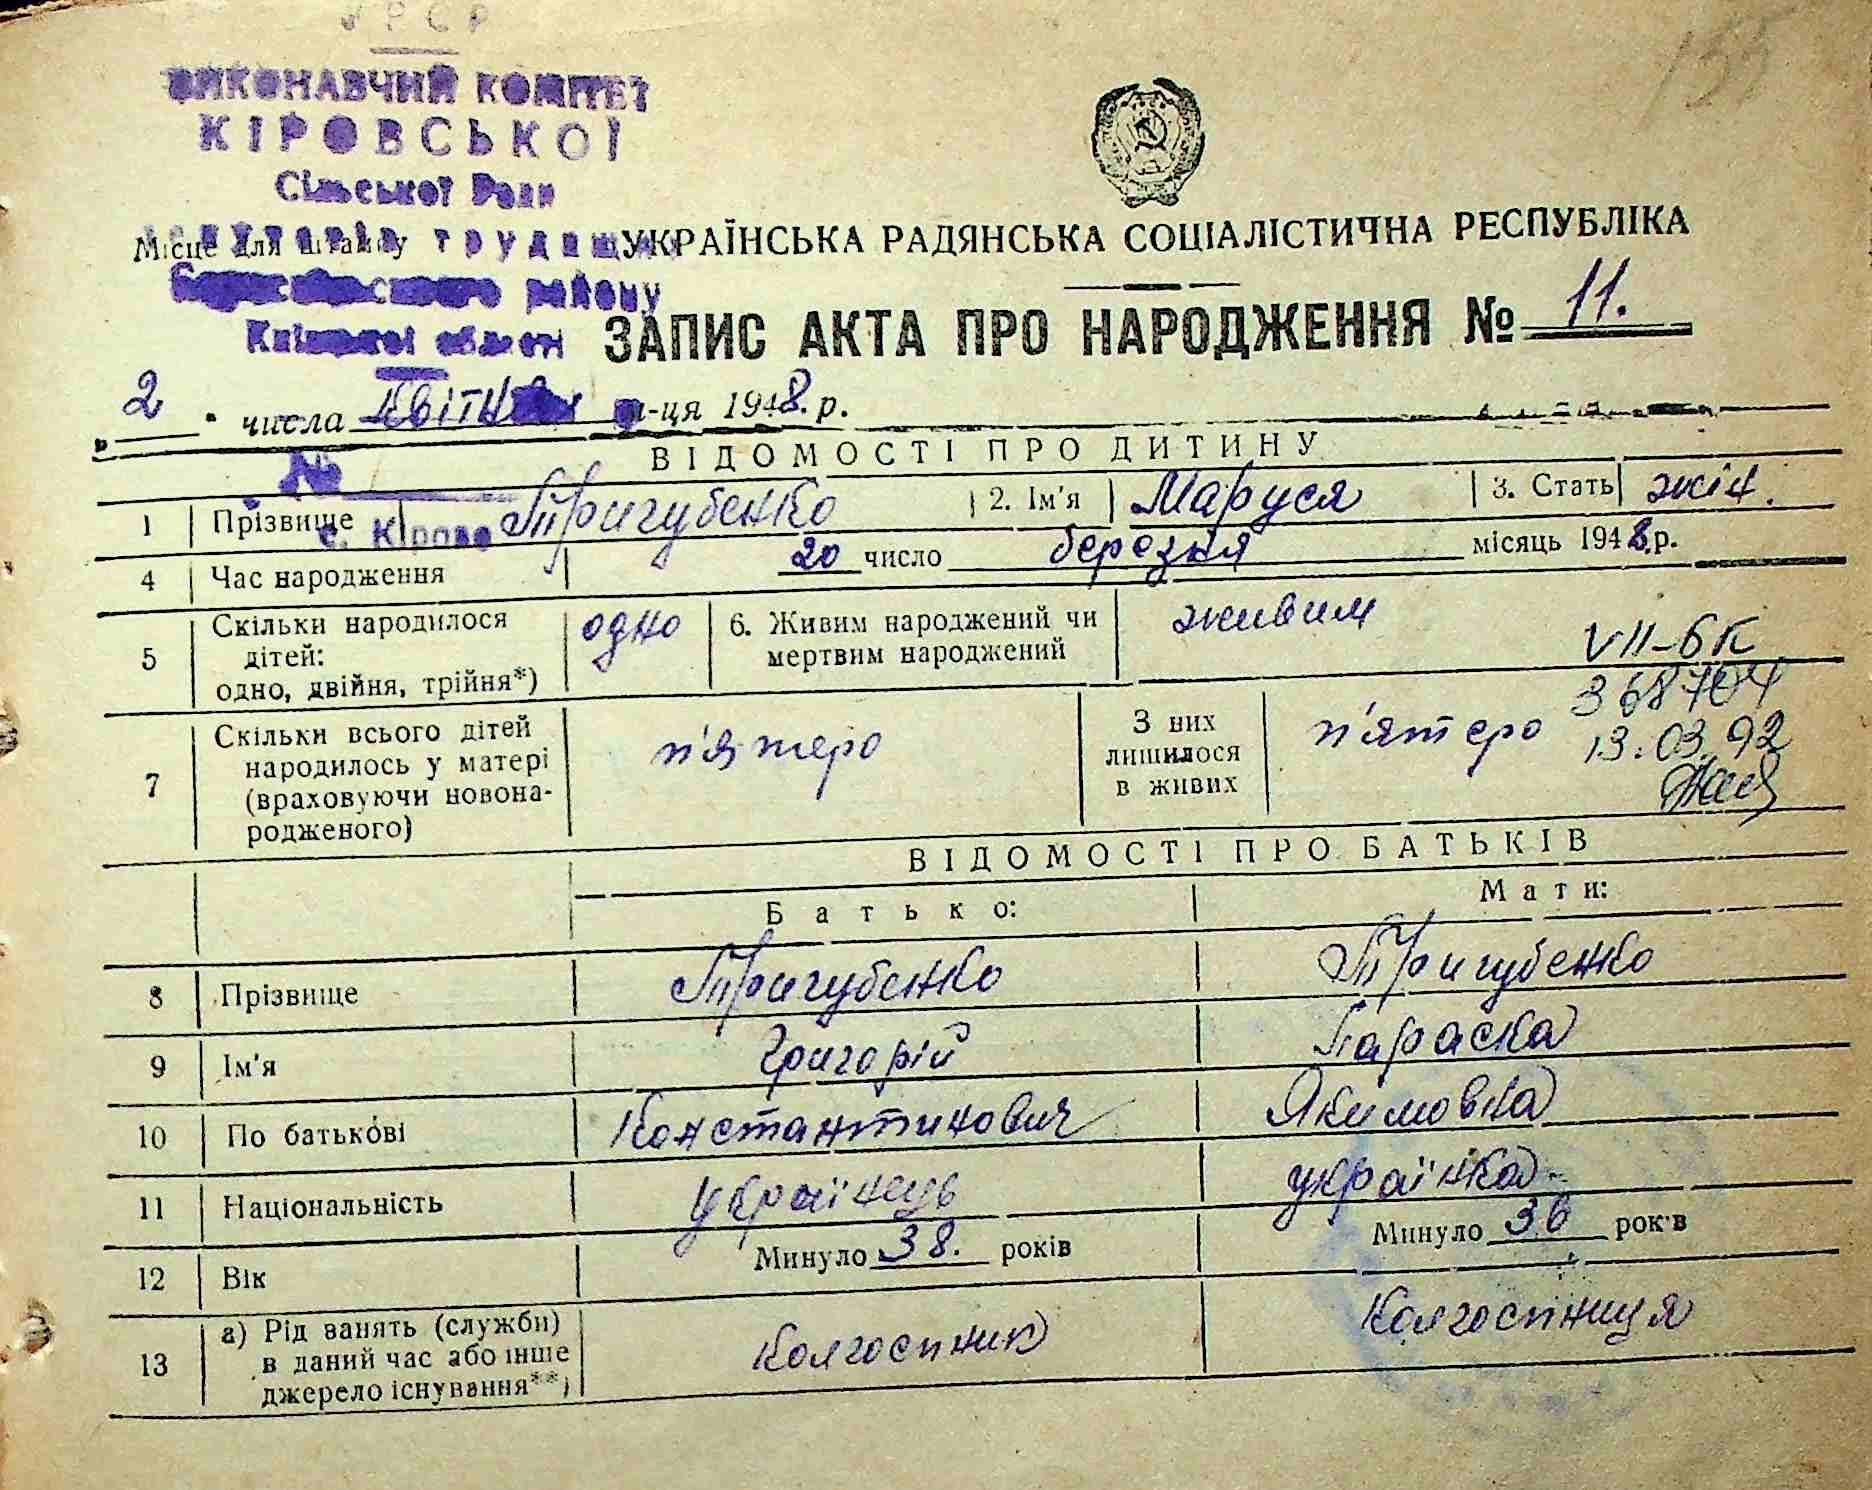 УРСР
155
ВИКОНАВЧИЙ КОМІТЕТ
КІРОВСЬКОЇ
Сільської Ради
Місце для штампу трудящих
УКРАЇНСЬКА РАДЯНСЬКА СОЦІАЛІСТИЧНА РЕСПУБЛІКА
Бориспільського району
Київської області
ЗАПИС АКТА ПРО НАРОДЖЕННЯ № 11.
„ 2 " числа квітня м-ця 1948. р.
№
с. Кірово
ВІДОМОСТІ ПРО ДИТИНУ
1 Прізвище Тригубенко 2. Ім'я Маруся 3. Стать жін.
4 Час народження 20 число березня місяць 1948.р.
5 Скільки народилося дітей: одно, двійня, трійня*) одно 6. Живим народжений чи мертвим народжений живим
VII-БК
368704
13.03.92
7 Скільки всього дітей народилось у матері (враховуючи новонародженого) п'ятеро З них лишилося в живих п'ятеро
ВІДОМОСТІ ПРО БАТЬКІВ
Батько: Мати:
8 Прізвище Тригубенко Тригубенко
9 Ім'я Григорій Параска
10 По батькові Константинович Якимовна
11 Національність українець українка
12 Вік Минуло 38. років Минуло 36 років
13 а) Рід занять (служби) в даний час або інше джерело існування**) Колгоспник Колгоспниця